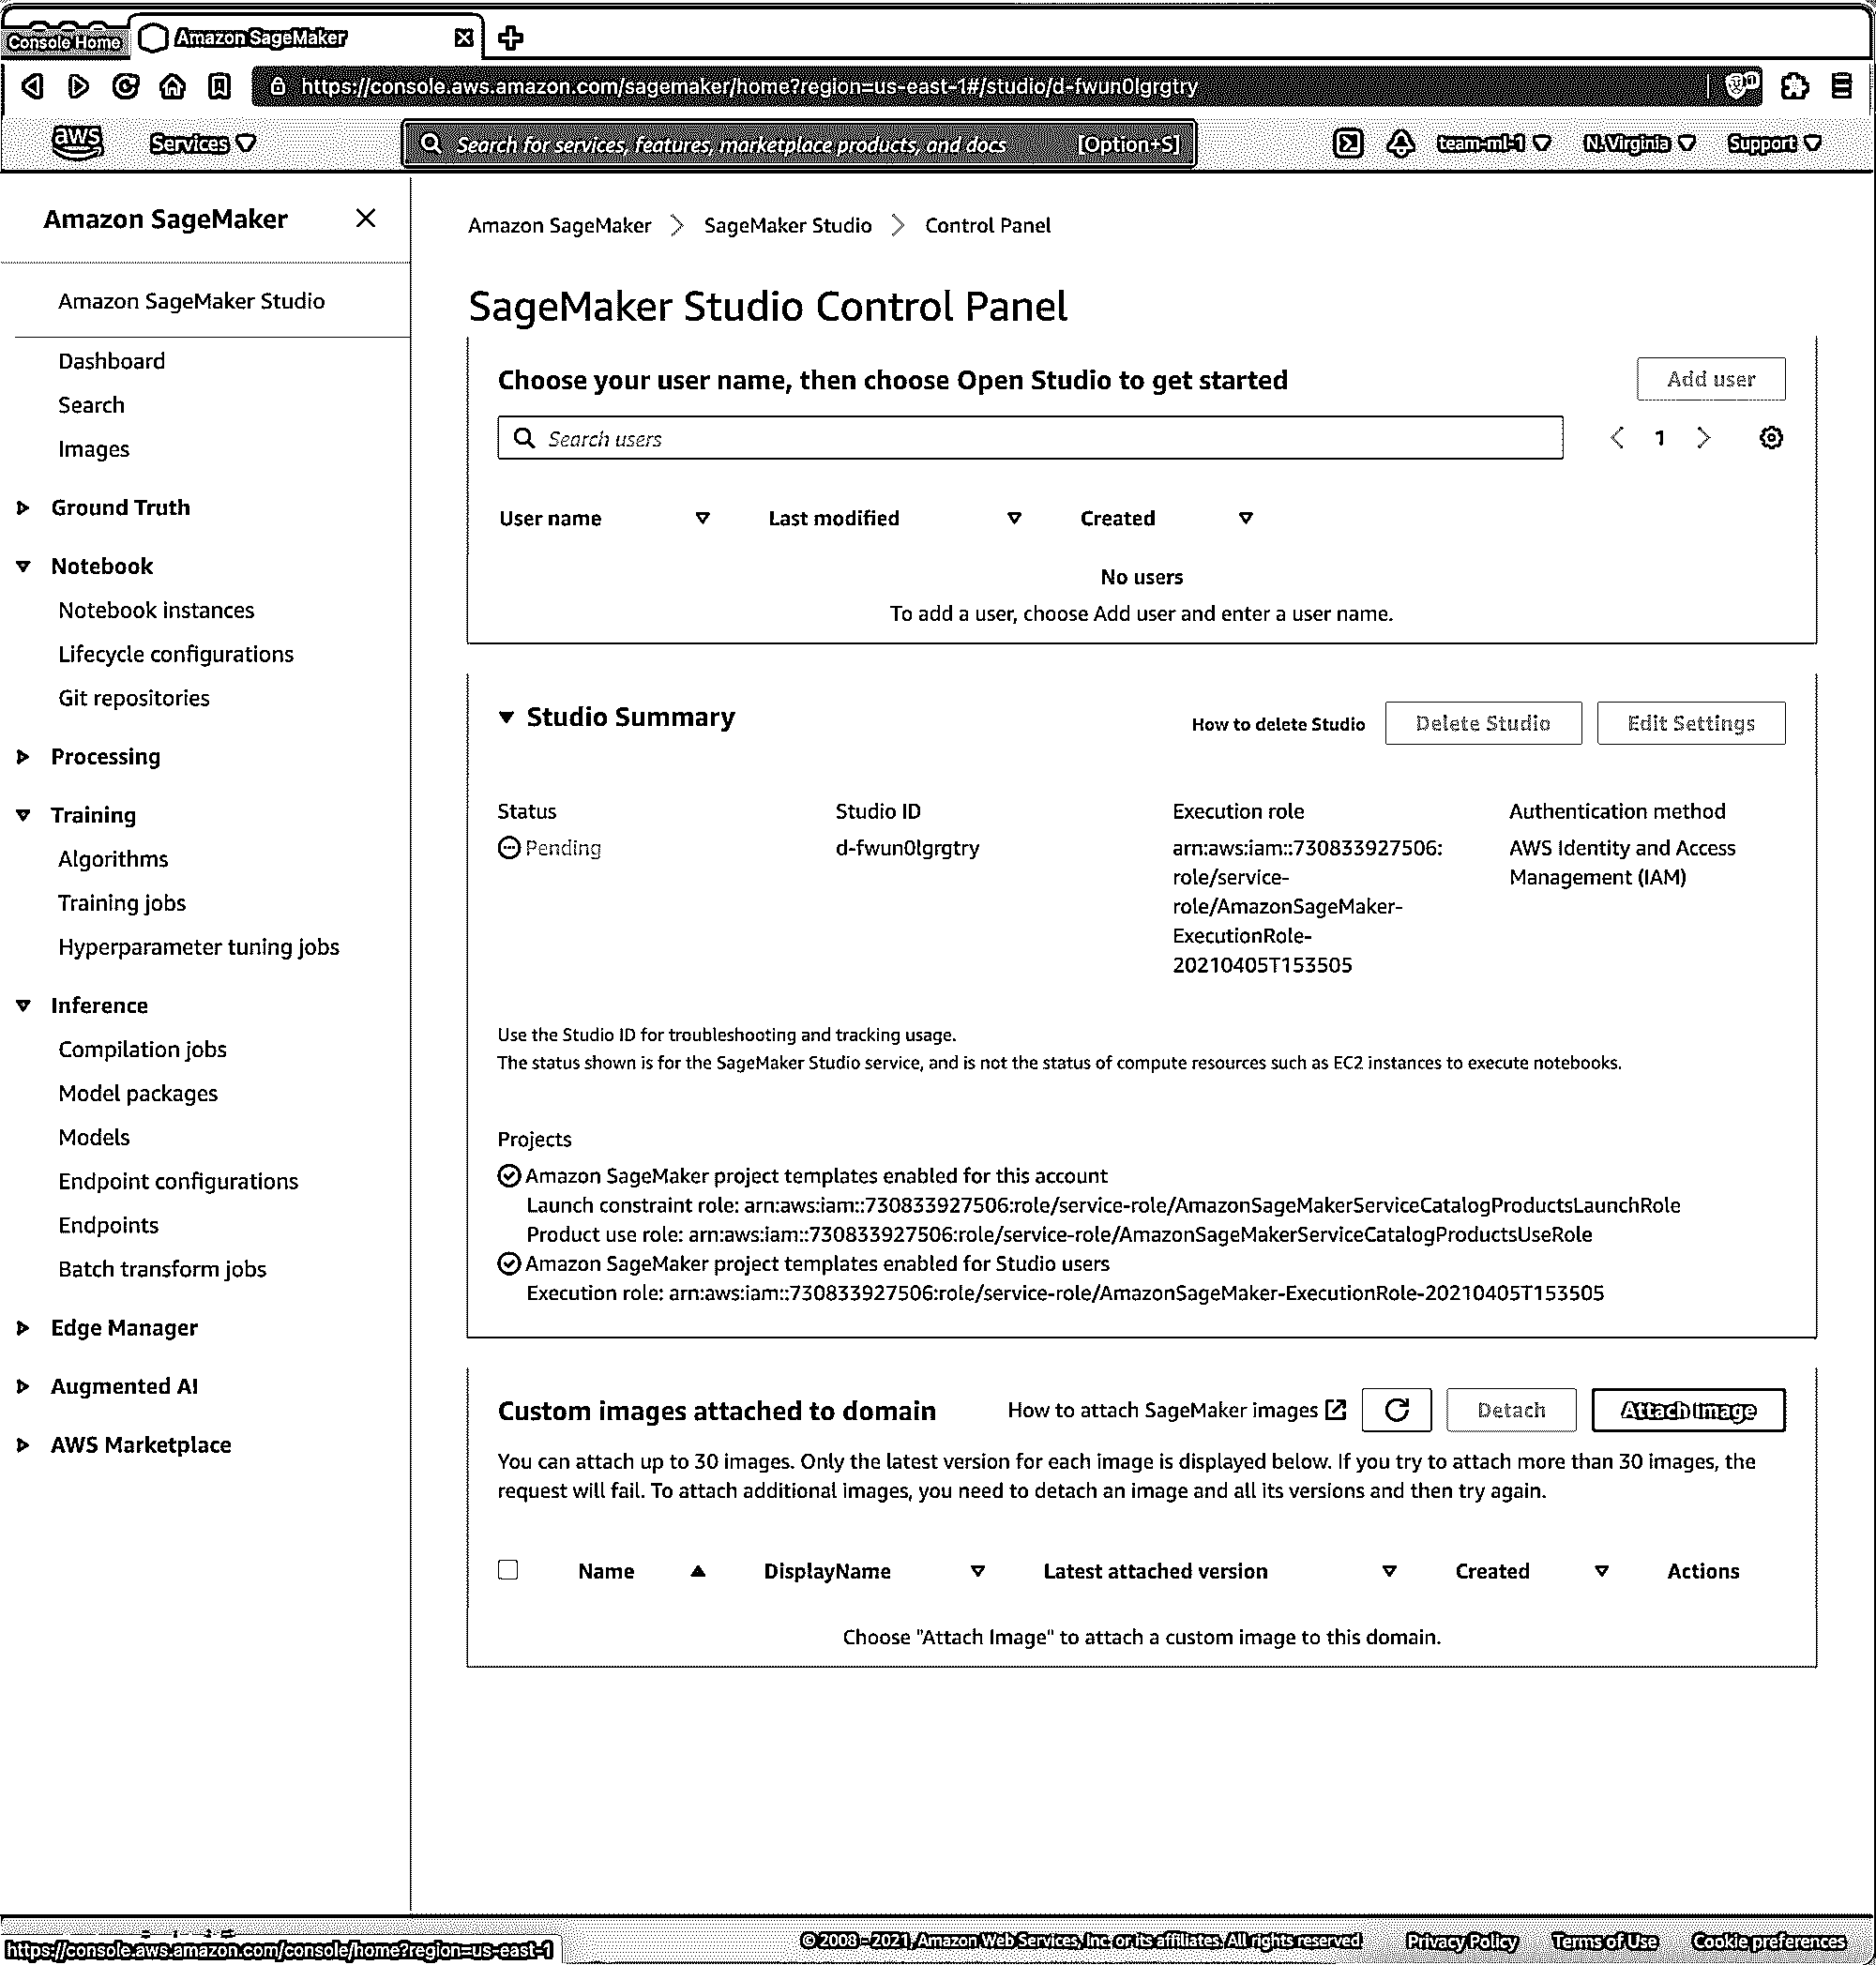 Console Home
Amazon SageMaker
https://console.aws.amazon.com/sagemaker/home?region=us-east-1#/studio/d-fwun0lgrgtry
aws
Services
Search for services, features, marketplace products, and docs [Option+S]
team-ml-1
N. Virginia
Support
Amazon SageMaker
Amazon SageMaker Studio
Dashboard
Search
Images
Ground Truth
Notebook
Notebook instances
Lifecycle configurations
Git repositories
Processing
Training
Algorithms
Training jobs
Hyperparameter tuning jobs
Inference
Compilation jobs
Model packages
Models
Endpoint configurations
Endpoints
Batch transform jobs
Edge Manager
Augmented AI
AWS Marketplace
Amazon SageMaker > SageMaker Studio > Control Panel
SageMaker Studio Control Panel
Choose your user name, then choose Open Studio to get started
Add user
Search users
1
User name Last modified Created
No users
To add a user, choose Add user and enter a user name.
Studio Summary
How to delete Studio
Delete Studio
Edit Settings
Status
Pending
Studio ID
d-fwun0lgrgtry
Execution role
arn:aws:iam::730833927506:
role/service-
role/AmazonSageMaker-
ExecutionRole-
20210405T153505
Authentication method
AWS Identity and Access
Management (IAM)
Use the Studio ID for troubleshooting and tracking usage.
The status shown is for the SageMaker Studio service, and is not the status of compute resources such as EC2 instances to execute notebooks.
Projects
Amazon SageMaker project templates enabled for this account
Launch constraint role: arn:aws:iam::730833927506:role/service-role/AmazonSageMakerServiceCatalogProductsLaunchRole
Product use role: arn:aws:iam::730833927506:role/service-role/AmazonSageMakerServiceCatalogProductsUseRole
Amazon SageMaker project templates enabled for Studio users
Execution role: arn:aws:iam::730833927506:role/service-role/AmazonSageMaker-ExecutionRole-20210405T153505
Custom images attached to domain
How to attach SageMaker images
Detach
Attach Image
You can attach up to 30 images. Only the latest version for each image is displayed below. If you try to attach more than 30 images, the
request will fail. To attach additional images, you need to detach an image and all its versions and then try again.
Name DisplayName Latest attached version Created Actions
Choose "Attach Image" to attach a custom image to this domain.
https://console.aws.amazon.com/console/home?region=us-east-1
© 2008 - 2021, Amazon Web Services, Inc. or its affiliates. All rights reserved.
Privacy Policy
Terms of Use
Cookie preferences